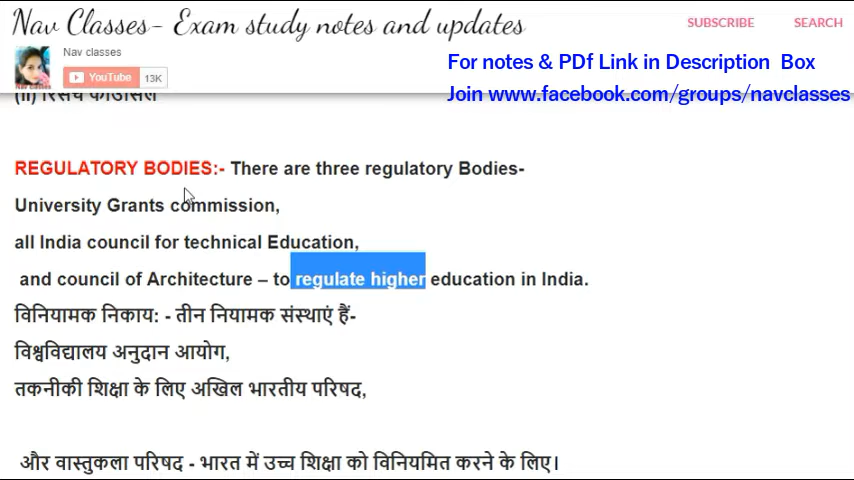 Nav Classes- Exam study notes and updates
SUBSCRIBE SEARCH
Nav classes
YouTube 13K
For notes & PDf Link in Description Box
Join www.facebook.com/groups/navclasses
REGULATORY BODIES:- There are three regulatory Bodies-
University Grants commission,
all India council for technical Education,
and council of Architecture – to regulate higher education in India.
विनियामक निकाय: - तीन नियामक संस्थाएं हैं-
विश्वविद्यालय अनुदान आयोग,
तकनीकी शिक्षा के लिए अखिल भारतीय परिषद,
और वास्तुकला परिषद - भारत में उच्च शिक्षा को विनियमित करने के लिए।